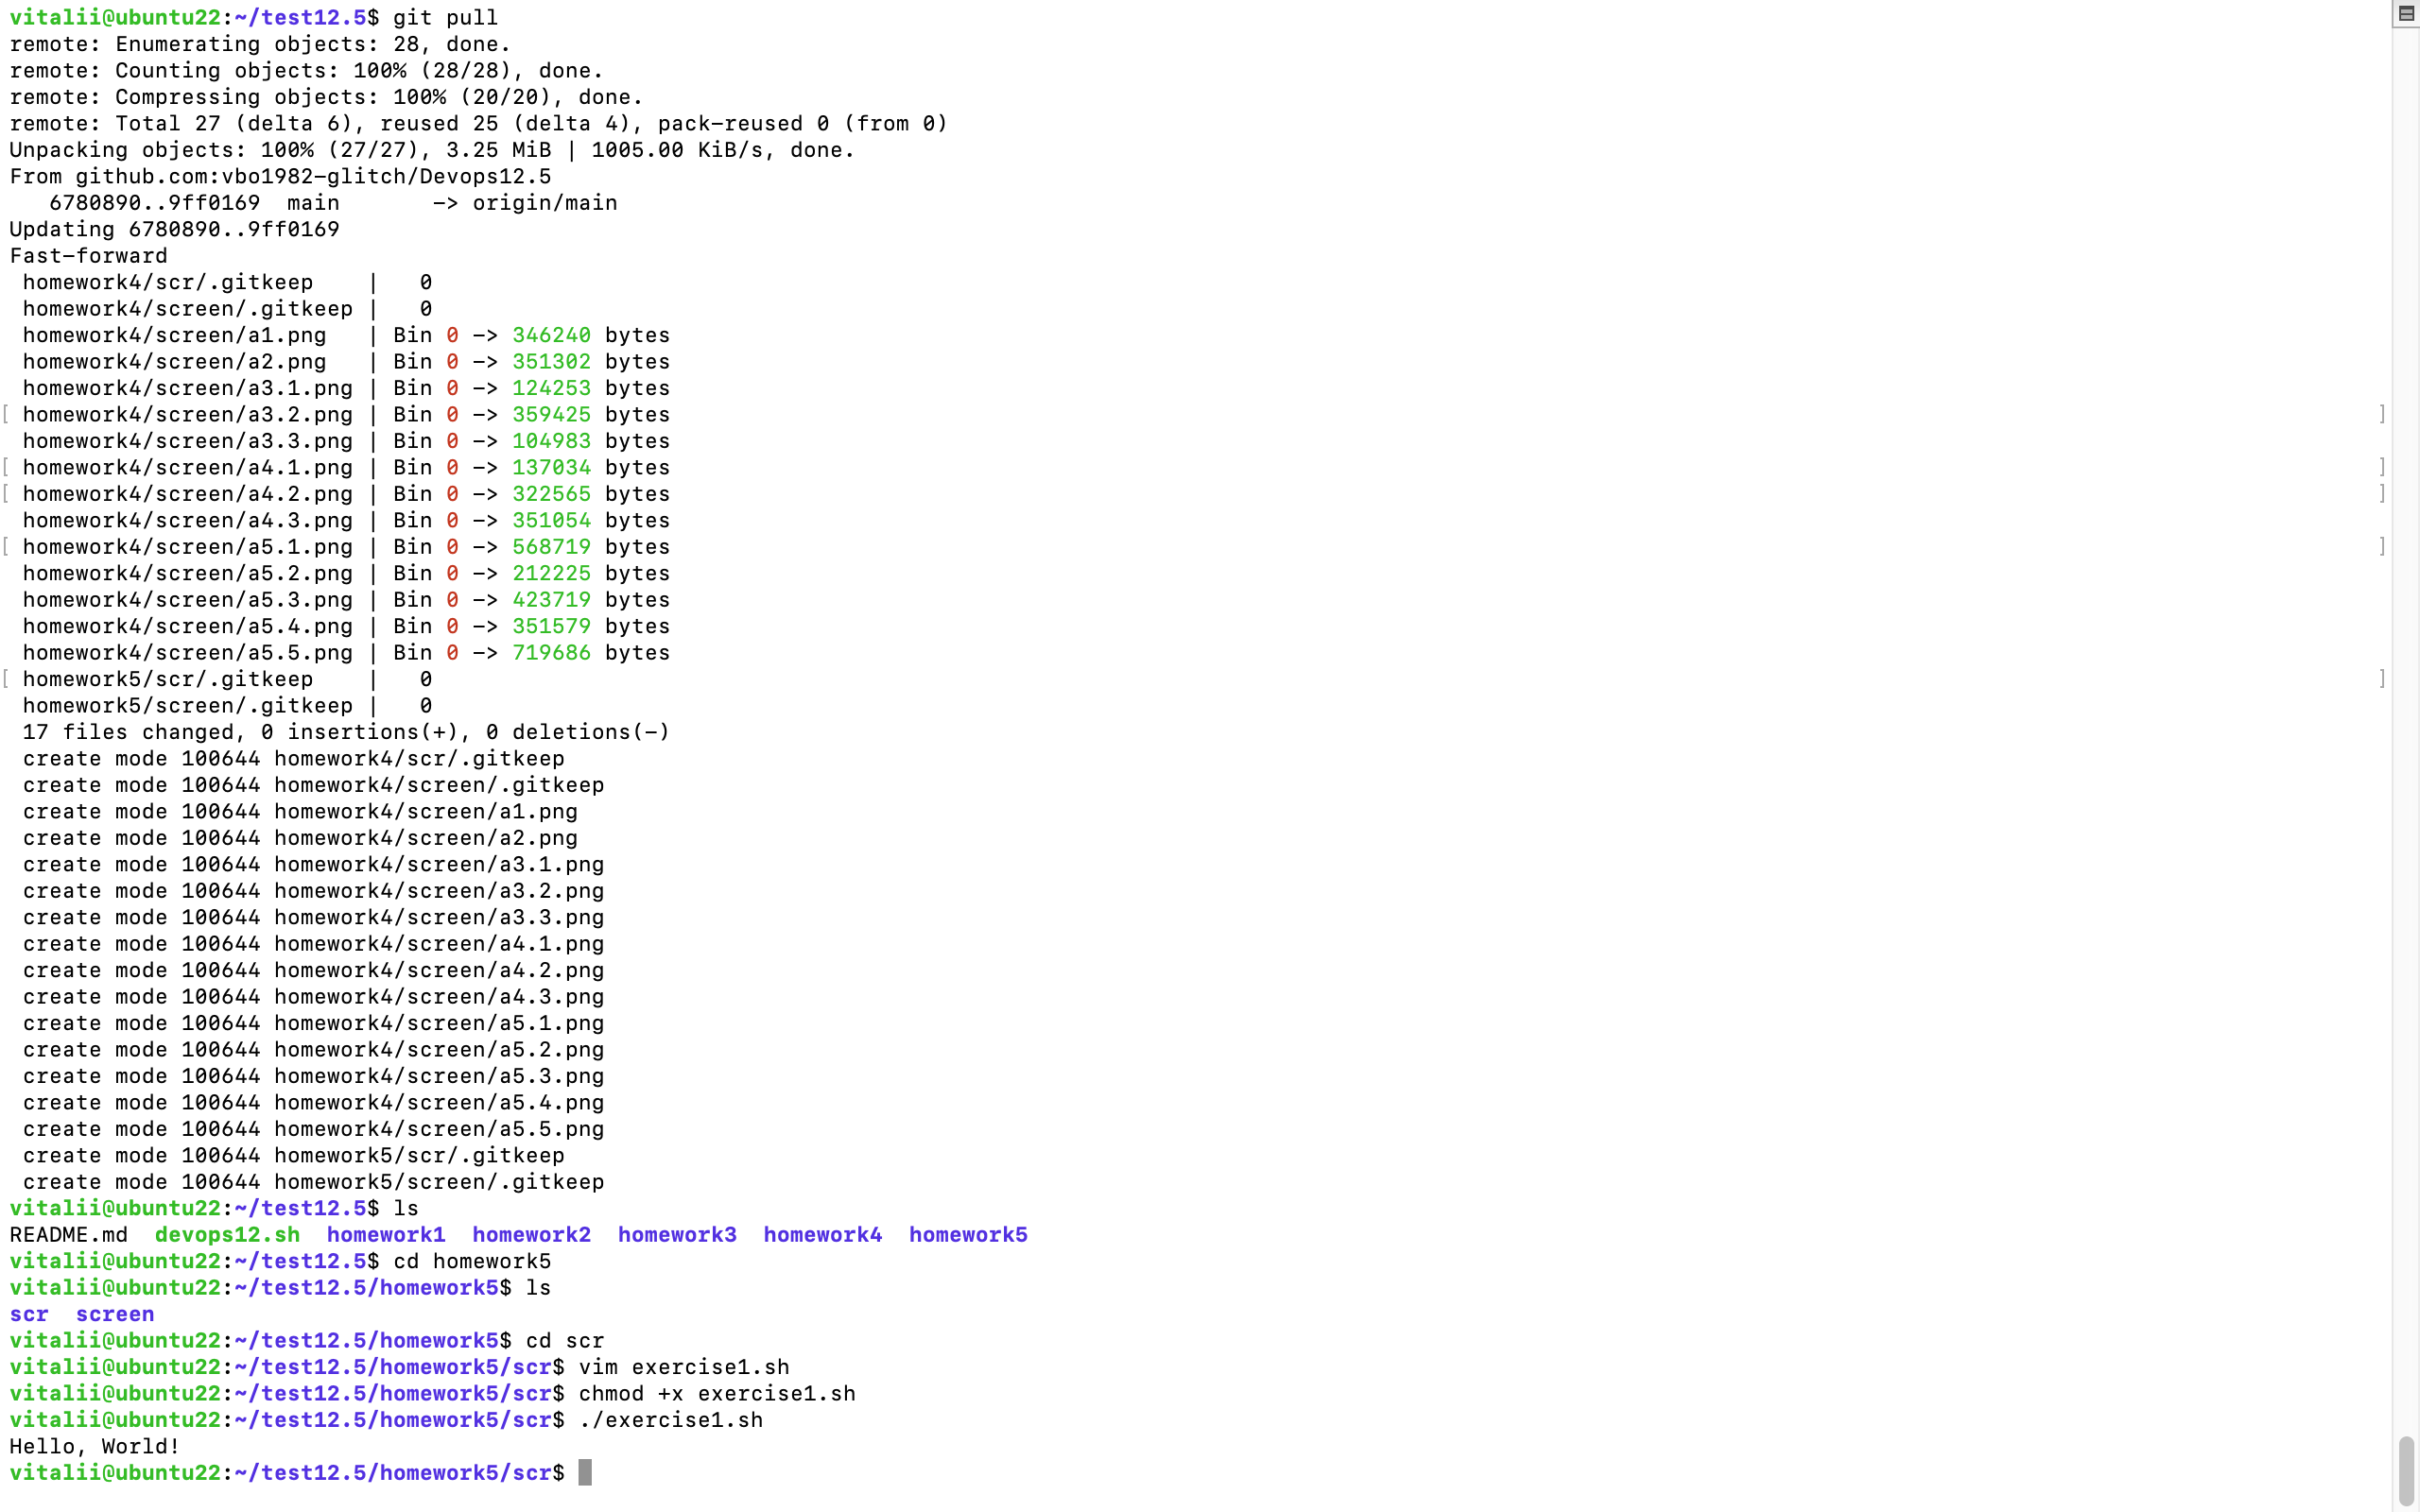 vitalii@ubuntu22:~/test12.5$ git pull
remote: Enumerating objects: 28, done.
remote: Counting objects: 100% (28/28), done.
remote: Compressing objects: 100% (20/20), done.
remote: Total 27 (delta 6), reused 25 (delta 4), pack-reused 0 (from 0)
Unpacking objects: 100% (27/27), 3.25 MiB | 1005.00 KiB/s, done.
From github.com:vbo1982-glitch/Devops12.5
   6780890..9ff0169  main       -> origin/main
Updating 6780890..9ff0169
Fast-forward
 homework4/scr/.gitkeep    |   0
 homework4/screen/.gitkeep |   0
 homework4/screen/a1.png   | Bin 0 -> 346240 bytes
 homework4/screen/a2.png   | Bin 0 -> 351302 bytes
 homework4/screen/a3.1.png | Bin 0 -> 124253 bytes
[ homework4/screen/a3.2.png | Bin 0 -> 359425 bytes ]
 homework4/screen/a3.3.png | Bin 0 -> 104983 bytes
[ homework4/screen/a4.1.png | Bin 0 -> 137034 bytes ]
[ homework4/screen/a4.2.png | Bin 0 -> 322565 bytes ]
 homework4/screen/a4.3.png | Bin 0 -> 351054 bytes
[ homework4/screen/a5.1.png | Bin 0 -> 568719 bytes ]
 homework4/screen/a5.2.png | Bin 0 -> 212225 bytes
 homework4/screen/a5.3.png | Bin 0 -> 423719 bytes
 homework4/screen/a5.4.png | Bin 0 -> 351579 bytes
 homework4/screen/a5.5.png | Bin 0 -> 719686 bytes
[ homework5/scr/.gitkeep    |   0 ]
 homework5/screen/.gitkeep |   0
 17 files changed, 0 insertions(+), 0 deletions(-)
 create mode 100644 homework4/scr/.gitkeep
 create mode 100644 homework4/screen/.gitkeep
 create mode 100644 homework4/screen/a1.png
 create mode 100644 homework4/screen/a2.png
 create mode 100644 homework4/screen/a3.1.png
 create mode 100644 homework4/screen/a3.2.png
 create mode 100644 homework4/screen/a3.3.png
 create mode 100644 homework4/screen/a4.1.png
 create mode 100644 homework4/screen/a4.2.png
 create mode 100644 homework4/screen/a4.3.png
 create mode 100644 homework4/screen/a5.1.png
 create mode 100644 homework4/screen/a5.2.png
 create mode 100644 homework4/screen/a5.3.png
 create mode 100644 homework4/screen/a5.4.png
 create mode 100644 homework4/screen/a5.5.png
 create mode 100644 homework5/scr/.gitkeep
 create mode 100644 homework5/screen/.gitkeep
vitalii@ubuntu22:~/test12.5$ ls
README.md  devops12.sh  homework1  homework2  homework3  homework4  homework5
vitalii@ubuntu22:~/test12.5$ cd homework5
vitalii@ubuntu22:~/test12.5/homework5$ ls
scr  screen
vitalii@ubuntu22:~/test12.5/homework5$ cd scr
vitalii@ubuntu22:~/test12.5/homework5/scr$ vim exercise1.sh
vitalii@ubuntu22:~/test12.5/homework5/scr$ chmod +x exercise1.sh
vitalii@ubuntu22:~/test12.5/homework5/scr$ ./exercise1.sh
Hello, World!
vitalii@ubuntu22:~/test12.5/homework5/scr$